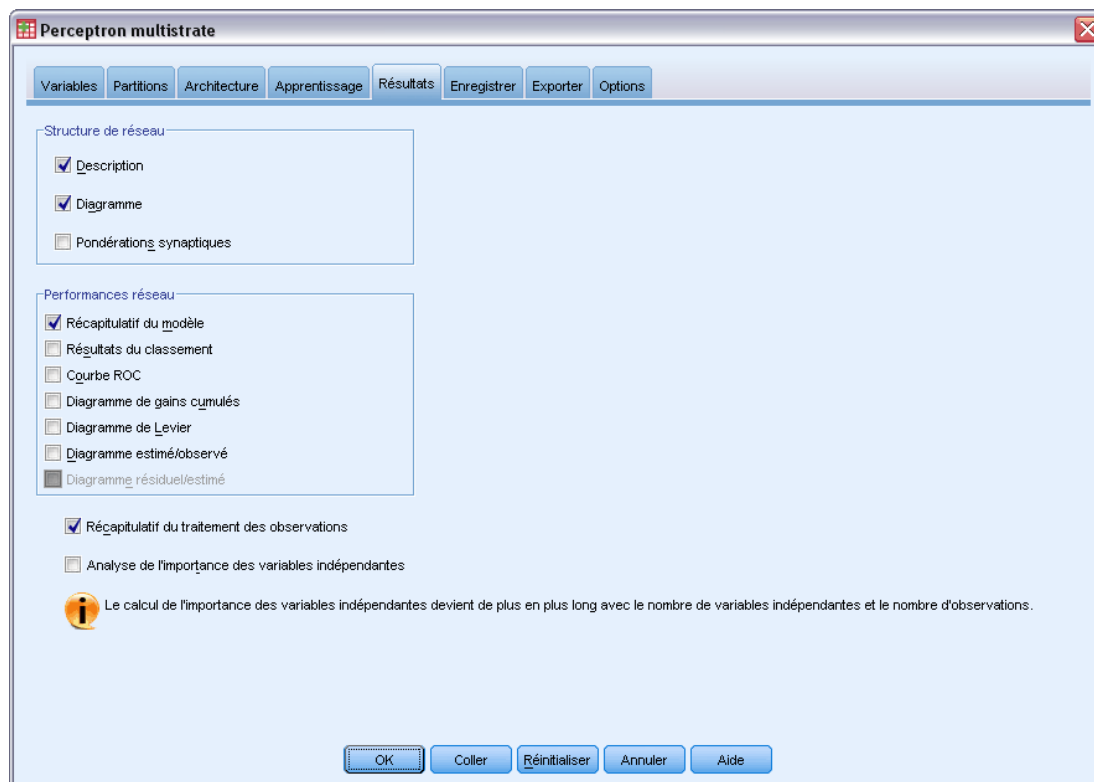 Perceptron multistrate
Variables Partitions Architecture Apprentissage Résultats Enregistrer Exporter Options
Structure de réseau
Description
Diagramme
Pondérations synaptiques
Performances réseau
Récapitulatif du modèle
Résultats du classement
Courbe ROC
Diagramme de gains cumulés
Diagramme de Levier
Diagramme estimé/observé
Diagramme résiduel/estimé
Récapitulatif du traitement des observations
Analyse de l'importance des variables indépendantes
Le calcul de l'importance des variables indépendantes devient de plus en plus long avec le nombre de variables indépendantes et le nombre d'observations.
OK Coller Réinitialiser Annuler Aide